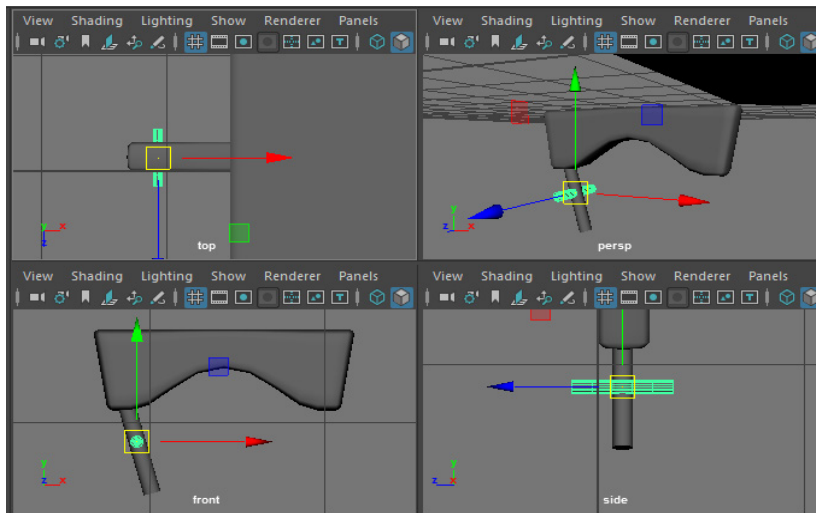 View Shading Lighting Show Renderer Panels
View Shading Lighting Show Renderer Panels
y
x
z
top
y
x
z
persp
View Shading Lighting Show Renderer Panels
View Shading Lighting Show Renderer Panels
y
z x
front
y
z x
side